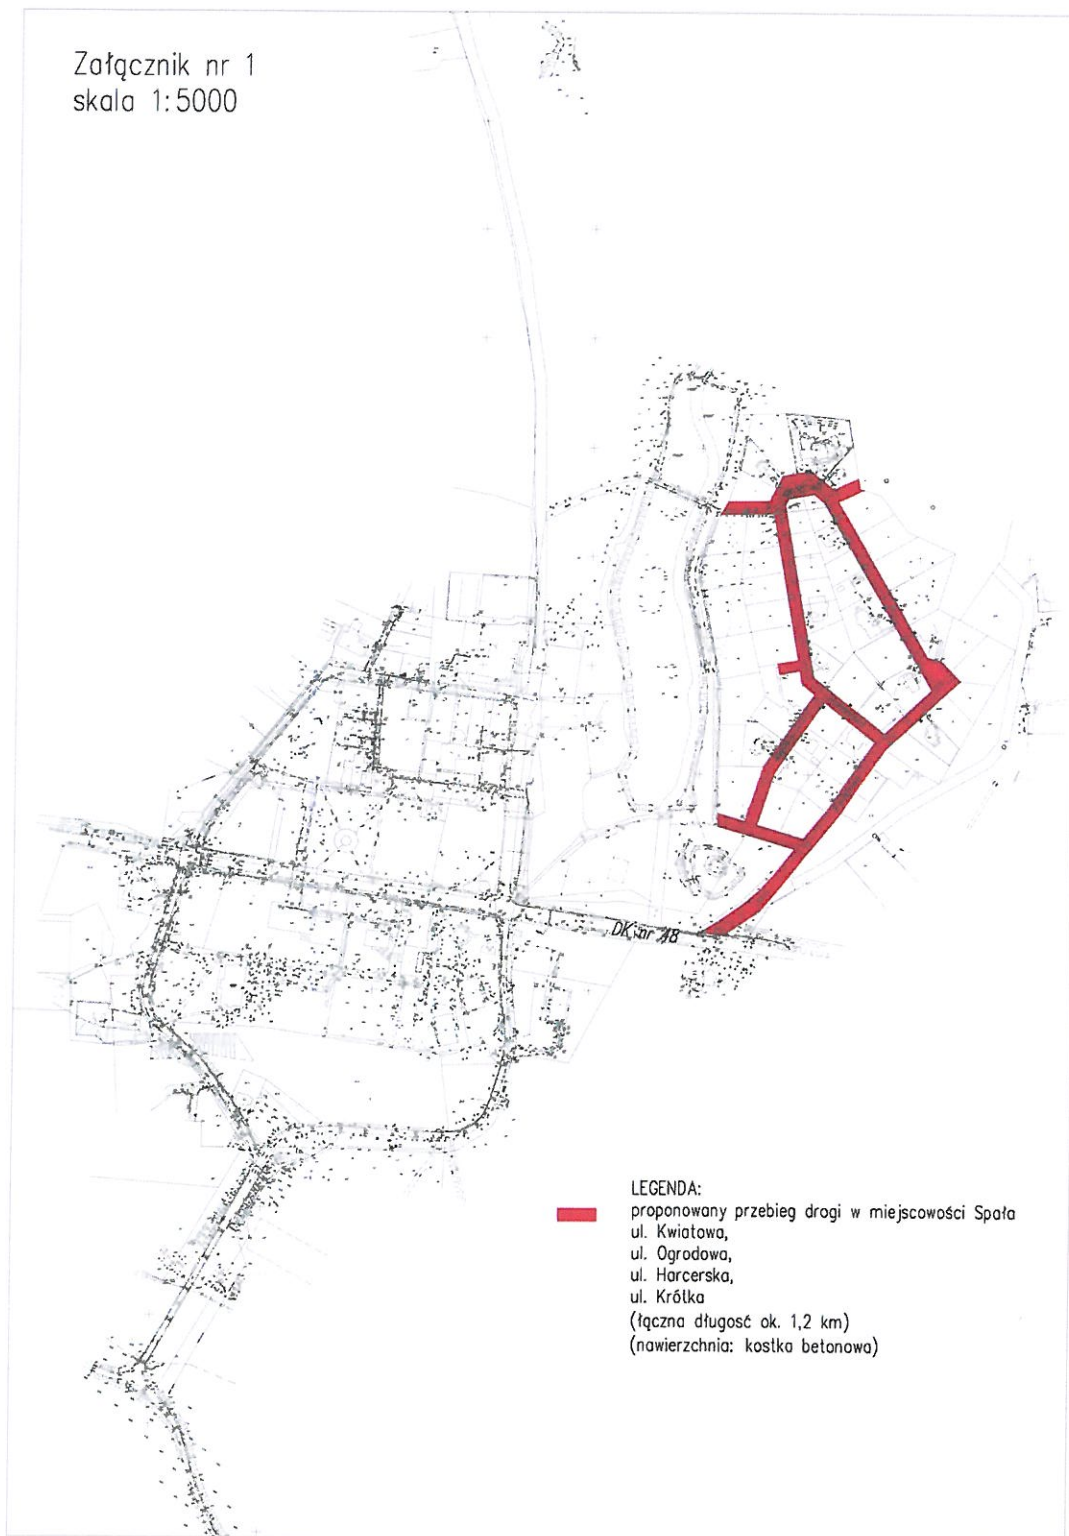 Załącznik nr 1
skala 1:5000
DK nr 48
LEGENDA:
proponowany przebieg drogi w miejscowości Spała
ul. Kwiatowa,
ul. Ogrodowa,
ul. Harcerska,
ul. Krótka
(łączna długość ok. 1,2 km)
(nawierzchnia: kostka betonowa)